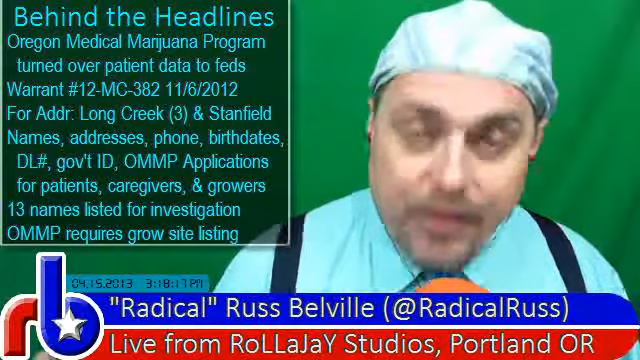 Behind the Headlines
Oregon Medical Marijuana Program
turned over patient data to feds
Warrant #12-MC-382 11/6/2012
For Addr: Long Creek (3) & Stanfield
Names, addresses, phone, birthdates,
DL#, gov't ID, OMMP Applications
for patients, caregivers, & growers
13 names listed for investigation
OMMP requires grow site listing
04.15.2013 3:18:17 PM
rb
"Radical" Russ Belville (@RadicalRuss)
Live from RoLLaJaY Studios, Portland OR